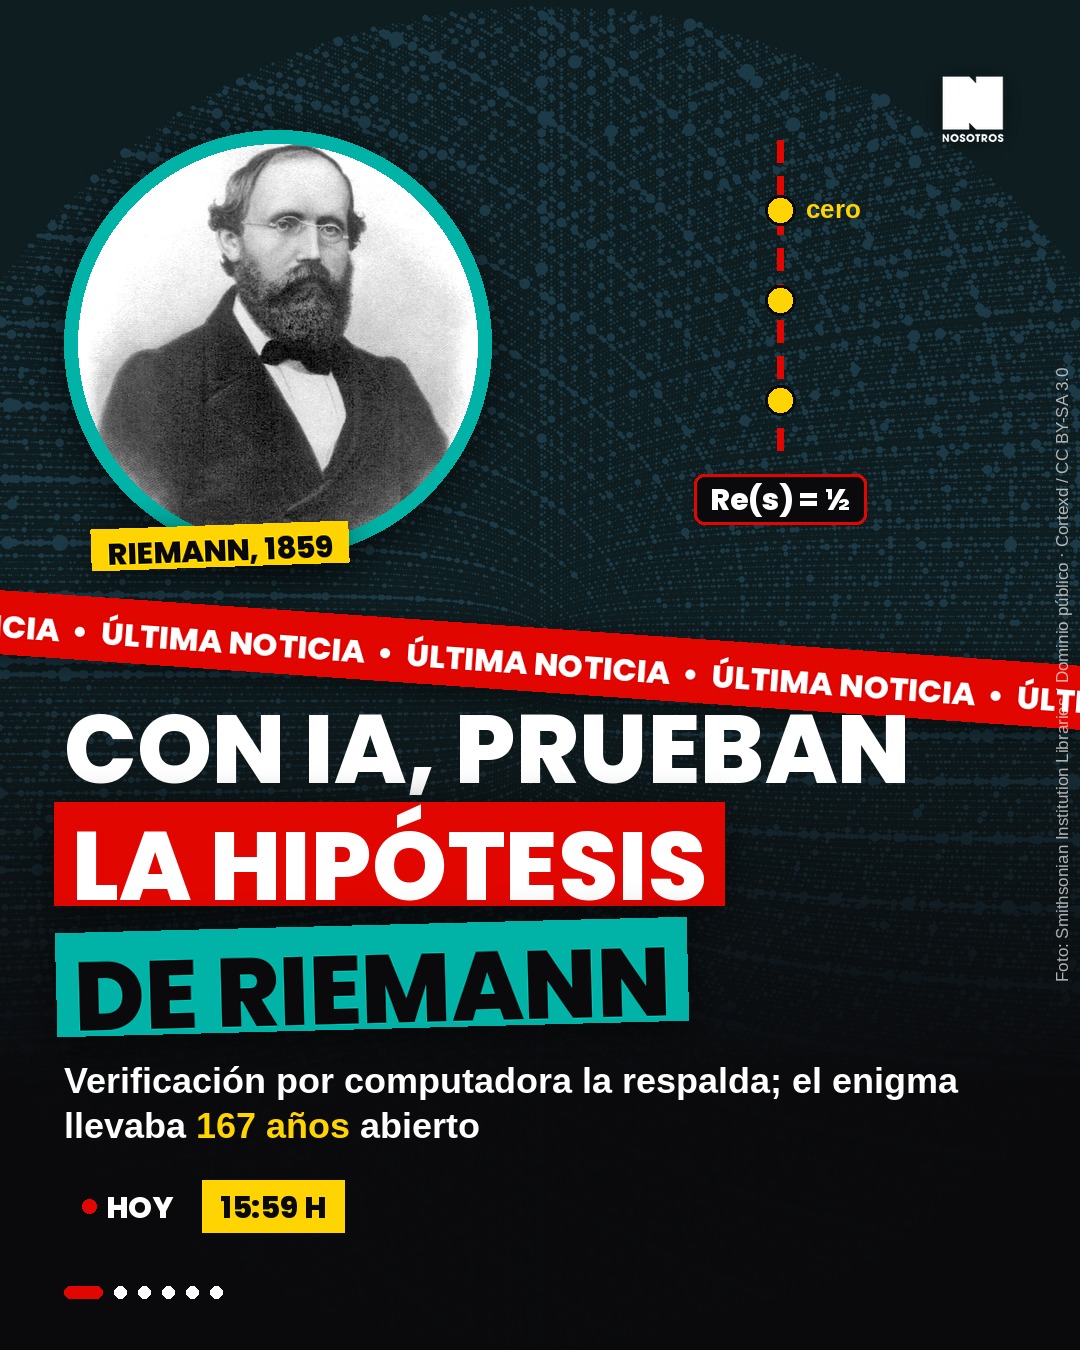 NOSOTROS
cero
Re(s) = ½
RIEMANN, 1859
ICIA • ÚLTIMA NOTICIA • ÚLTIMA NOTICIA • ÚLTIMA NOTICIA • ÚLTI
CON IA, PRUEBAN
LA HIPÓTESIS
DE RIEMANN
Verificación por computadora la respalda; el enigma
llevaba 167 años abierto
HOY 15:59 H
Foto: Smithsonian Institution Libraries · Dominio público · Cortexd / CC BY-SA 3.0